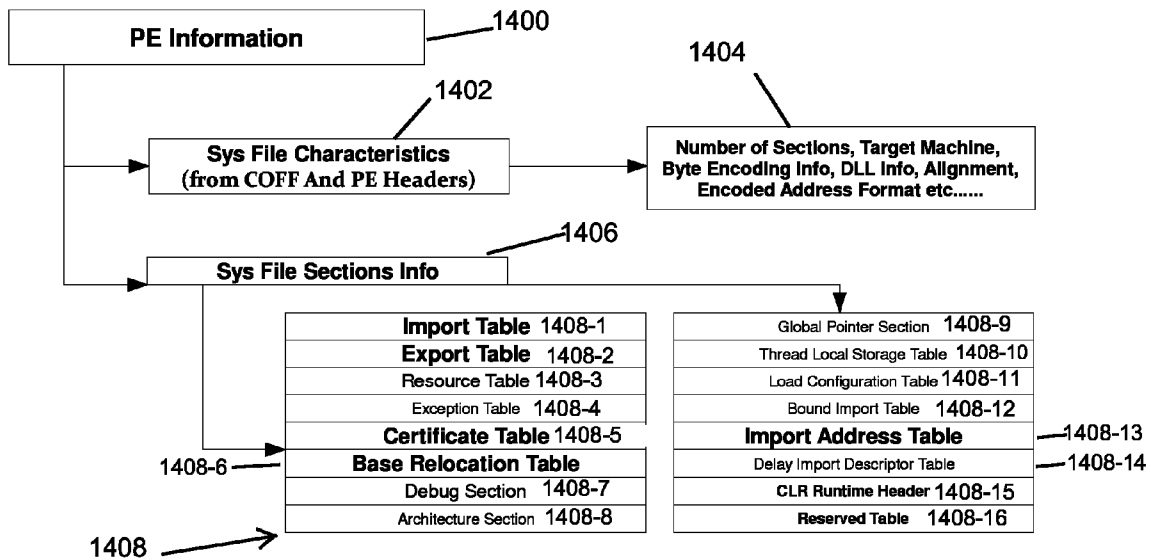 PE Information
1400
1402
1404
Sys File Characteristics
(from COFF And PE Headers)
Number of Sections, Target Machine,
Byte Encoding Info, DLL Info, Alignment,
Encoded Address Format etc......
1406
Sys File Sections Info
Import Table 1408-1
Export Table 1408-2
Resource Table 1408-3
Exception Table 1408-4
Certificate Table 1408-5
1408-6 Base Relocation Table
Debug Section 1408-7
Architecture Section 1408-8
1408
Global Pointer Section 1408-9
Thread Local Storage Table 1408-10
Load Configuration Table 1408-11
Bound Import Table 1408-12
Import Address Table 1408-13
Delay Import Descriptor Table 1408-14
CLR Runtime Header 1408-15
Reserved Table 1408-16